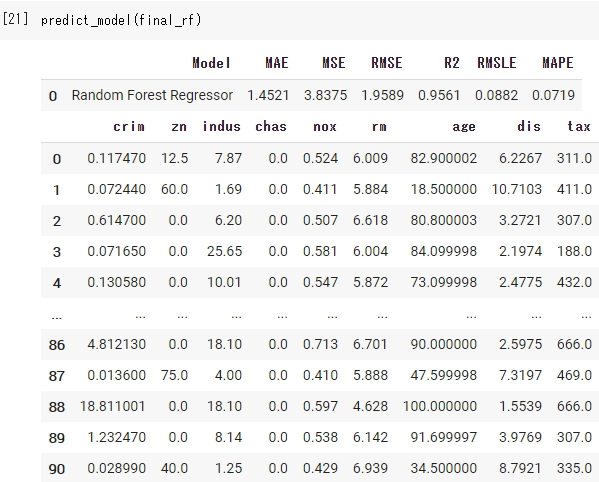 [21] predict_model(final_rf)
Model MAE MSE RMSE R2 RMSLE MAPE
0 Random Forest Regressor 1.4521 3.8375 1.9589 0.9561 0.0882 0.0719
crim zn indus chas nox rm age dis tax
0 0.117470 12.5 7.87 0.0 0.524 6.009 82.900002 6.2267 311.0
1 0.072440 60.0 1.69 0.0 0.411 5.884 18.500000 10.7103 411.0
2 0.614700 0.0 6.20 0.0 0.507 6.618 80.800003 3.2721 307.0
3 0.071650 0.0 25.65 0.0 0.581 6.004 84.099998 2.1974 188.0
4 0.130580 0.0 10.01 0.0 0.547 5.872 73.099998 2.4775 432.0
... ... ... ... ... ... ... ... ... ...
86 4.812130 0.0 18.10 0.0 0.713 6.701 90.000000 2.5975 666.0
87 0.013600 75.0 4.00 0.0 0.410 5.888 47.599998 7.3197 469.0
88 18.811001 0.0 18.10 0.0 0.597 4.628 100.000000 1.5539 666.0
89 1.232470 0.0 8.14 0.0 0.538 6.142 91.699997 3.9769 307.0
90 0.028990 40.0 1.25 0.0 0.429 6.939 34.500000 8.7921 335.0